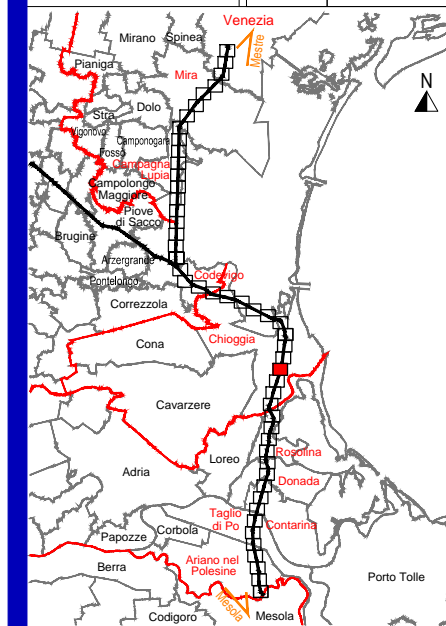 Venezia
Mestre
Mirano
Spinea
Pianiga
Mira
N
Stra
Dolo
Vigonovo
Camponogare
Fossò
Campagna
Lupia
Campolongo
Maggiore
Piove
di Sacco
Brugine
Arzergrande
Pontelongo
Codevigo
Correzzola
Chioggia
Cona
Cavarzere
Rosolina
Loreo
Adria
Donada
Taglio
di Po
Contarina
Corbola
Papozze
Ariano nel
Polesine
Berra
Porto Tolle
Mesola
Mesola
Codigoro